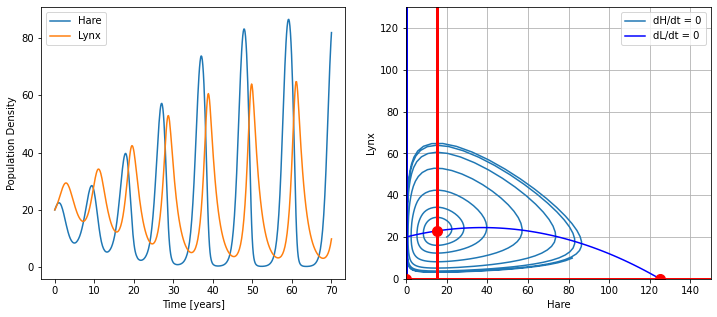 Hare
Lynx
Population Density
80
60
40
20
0
0 10 20 30 40 50 60 70
Time [years]
dH/dt = 0
dL/dt = 0
Lynx
120
100
80
60
40
20
0
20 40 60 80 100 120 140
Hare